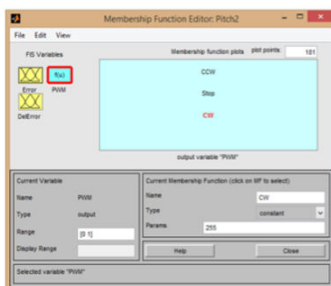 Membership Function Editor: Pitch2
File Edit View
FIS Variables
Membership function plots plot points: 181
f(u)
Error PWM
DelError
CCW
Stop
CW
output variable "PWM"
Current Variable
Name PWM
Type output
Range [0 1]
Display Range
Current Membership Function (click on MF to select)
Name CW
Type constant
Params 255
Help Close
Selected variable "PWM"